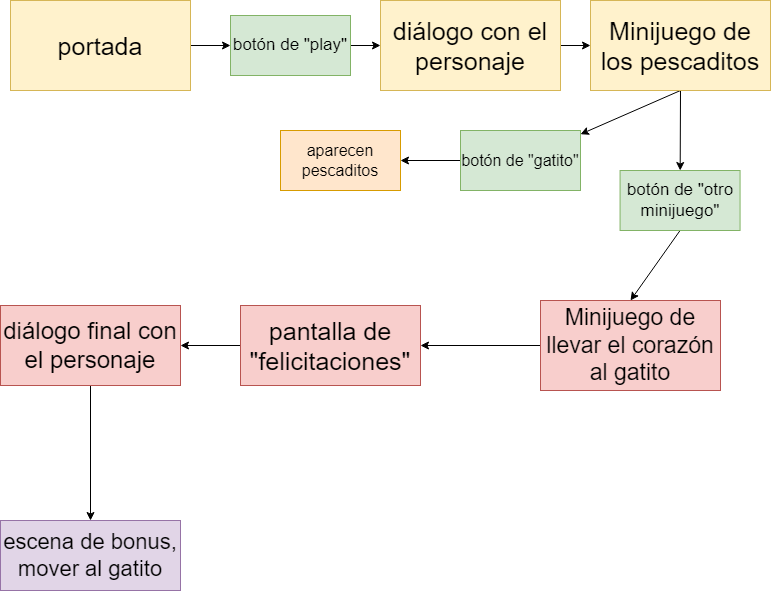 portada
botón de "play"
diálogo con el
personaje
Minijuego de
los pescaditos
aparecen
pescaditos
botón de "gatito"
botón de "otro
minijuego"
diálogo final con
el personaje
pantalla de
"felicitaciones"
Minijuego de
llevar el corazón
al gatito
escena de bonus,
mover al gatito